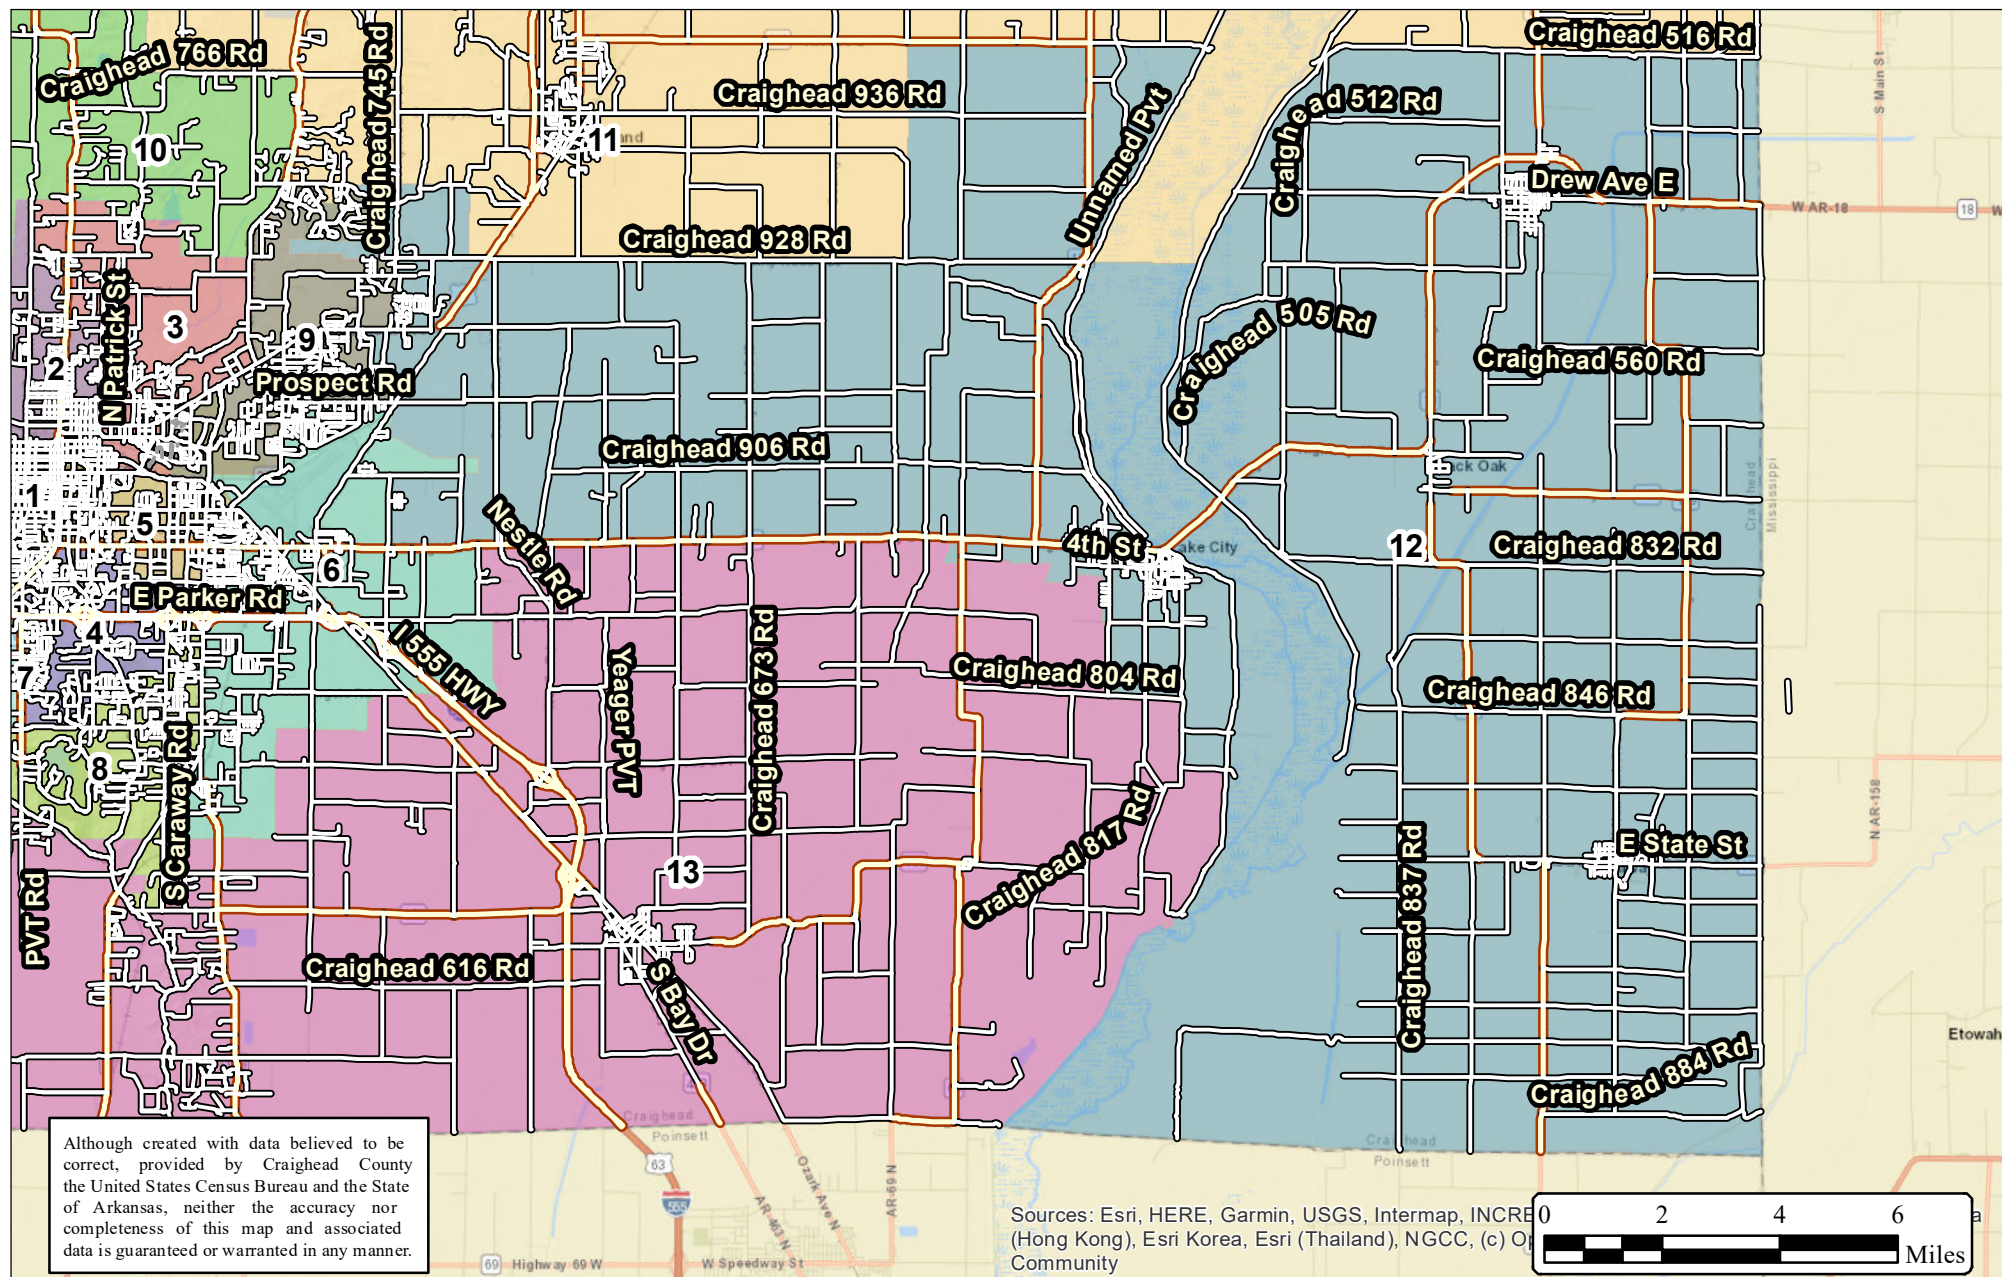 Craighead 766 Rd
Craighead 745 Rd
Craighead 936 Rd
Craighead 516 Rd
Craighead 512 Rd
Unnamed Pvt
S Main St
10
11
Drew Ave E
W AR-18
18
Craighead 928 Rd
N Patrick St
3
9
2
Prospect Rd
Craighead 505 Rd
Craighead 560 Rd
Craighead 906 Rd
Craighead
Mississippi
1
5
6
Nestle Rd
4th St
ake City
12
Craighead 832 Rd
E Parker Rd
4
7
I 555 HWY
Yeager PVT
Craighead 673 Rd
Craighead 804 Rd
Craighead 846 Rd
8
S Caraway Rd
PVT Rd
13
Craighead 817 Rd
Craighead 837 Rd
E State St
N AR-158
Craighead 616 Rd
S Bay Dr
Craighead 884 Rd
Etowah
Craighead
Poinsett
Craighead
Poinsett
63
555
Ozark Ave N
AR-463 N
AR-69 N
69
Highway 69 W
W Speedway St
Although created with data believed to be
correct, provided by Craighead County
the United States Census Bureau and the State
of Arkansas, neither the accuracy nor
completeness of this map and associated
data is guaranteed or warranted in any manner.
Sources: Esri, HERE, Garmin, USGS, Intermap, INCRE
(Hong Kong), Esri Korea, Esri (Thailand), NGCC, (c) Op
Community
0 2 4 6
Miles